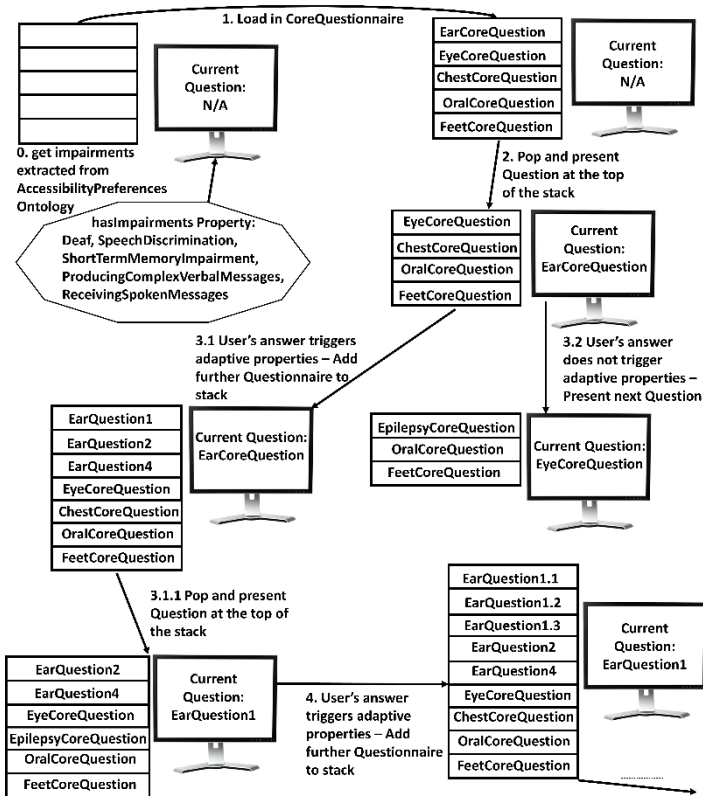 1. Load in CoreQuestionnaire
Current
Question:
N/A
EarCoreQuestion
EyeCoreQuestion
ChestCoreQuestion
OralCoreQuestion
FeetCoreQuestion
Current
Question:
N/A
0. get impairments
extracted from
AccessibilityPreferences
Ontology
2. Pop and present
Question at the top
of the stack
hasImpairments Property:
Deaf, SpeechDiscrimination,
ShortTermMemoryImpairment,
ProducingComplexVerbalMessages,
ReceivingSpokenMessages
EyeCoreQuestion
ChestCoreQuestion
OralCoreQuestion
FeetCoreQuestion
Current
Question:
EarCoreQuestion
3.1 User's answer triggers
adaptive properties – Add
further Questionnaire to
stack
3.2 User's answer
does not trigger
adaptive properties –
Present next Question
EarQuestion1
EarQuestion2
EarQuestion4
EyeCoreQuestion
ChestCoreQuestion
OralCoreQuestion
FeetCoreQuestion
Current Question:
EarCoreQuestion
EpilepsyCoreQuestion
OralCoreQuestion
FeetCoreQuestion
Current Question:
EyeCoreQuestion
3.1.1 Pop and present
Question at the top of
the stack
EarQuestion2
EarQuestion4
EyeCoreQuestion
EpilepsyCoreQuestion
OralCoreQuestion
FeetCoreQuestion
Current
Question:
EarQuestion1
4. User's answer
triggers adaptive
properties – Add
further Questionnaire
to stack
EarQuestion1.1
EarQuestion1.2
EarQuestion1.3
EarQuestion2
EarQuestion4
EyeCoreQuestion
ChestCoreQuestion
OralCoreQuestion
FeetCoreQuestion
Current
Question:
EarQuestion1
............